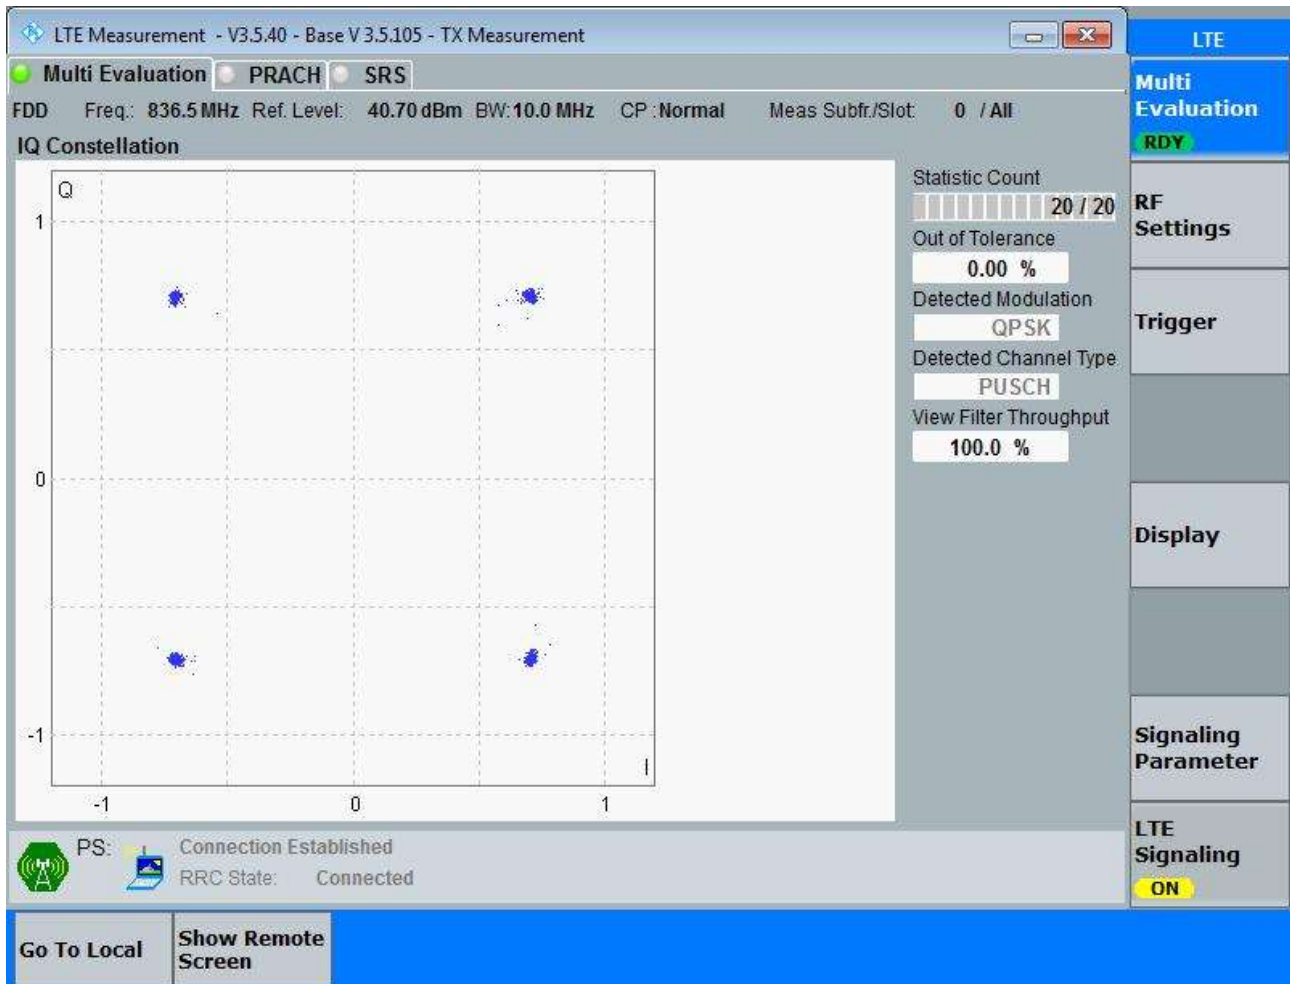 LTE Measurement - V3.5.40 - Base V 3.5.105 - TX Measurement
LTE
Multi Evaluation PRACH SRS
FDD Freq.: 836.5 MHz Ref. Level: 40.70 dBm BW: 10.0 MHz CP : Normal Meas Subfr./Slot: 0 / All
IQ Constellation
Q
1
0
-1
-1 0 1
I
Statistic Count
20 / 20
Out of Tolerance
0.00 %
Detected Modulation
QPSK
Detected Channel Type
PUSCH
View Filter Throughput
100.0 %
Multi
Evaluation
RDY
RF
Settings
Trigger
Display
Signaling
Parameter
LTE
Signaling
ON
PS: Connection Established
RRC State: Connected
Go To Local
Show Remote
Screen